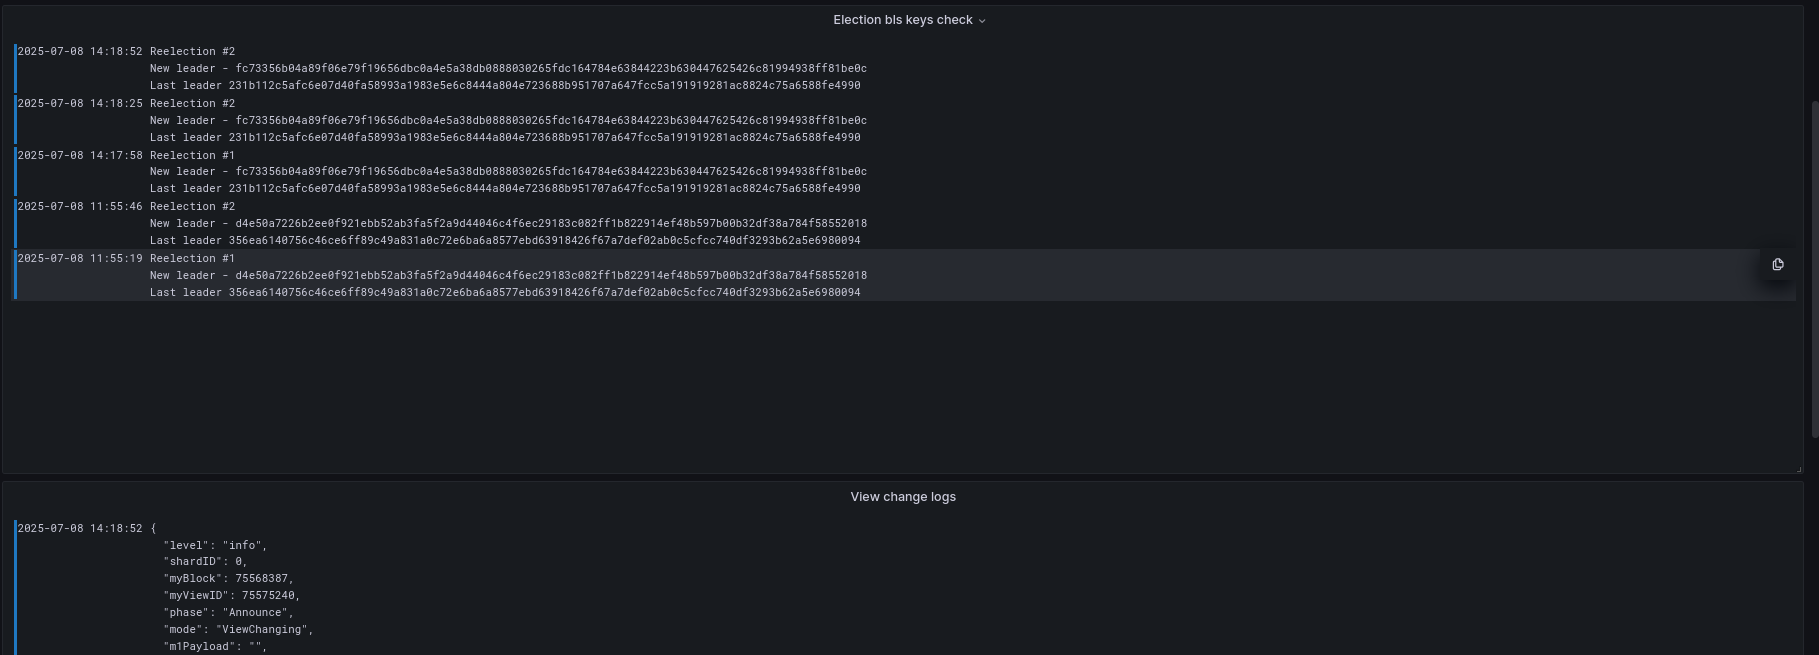 Election bls keys check
2025-07-08 14:18:52 Reelection #2
New leader - fc73356b04a89f06e79f19656dbc0a4e5a38db0888030265fdc164784e63844223b630447625426c81994938ff81be0c
Last leader 231b112c5afc6e07d40fa58993a1983e5e6c8444a804e723688b951707a647fcc5a191919281ac8824c75a6588fe4990
2025-07-08 14:18:25 Reelection #2
New leader - fc73356b04a89f06e79f19656dbc0a4e5a38db0888030265fdc164784e63844223b630447625426c81994938ff81be0c
Last leader 231b112c5afc6e07d40fa58993a1983e5e6c8444a804e723688b951707a647fcc5a191919281ac8824c75a6588fe4990
2025-07-08 14:17:58 Reelection #1
New leader - fc73356b04a89f06e79f19656dbc0a4e5a38db0888030265fdc164784e63844223b630447625426c81994938ff81be0c
Last leader 231b112c5afc6e07d40fa58993a1983e5e6c8444a804e723688b951707a647fcc5a191919281ac8824c75a6588fe4990
2025-07-08 11:55:46 Reelection #2
New leader - d4e50a7226b2ee0f921ebb52ab3fa5f2a9d44046c4f6ec29183c082ff1b822914ef48b597b00b32df38a784f58552018
Last leader 356ea6140756c46ce6ff89c49a831a0c72e6ba6a8577ebd63918426f67a7def02ab0c5cfcc740df3293b62a5e6980094
2025-07-08 11:55:19 Reelection #1
New leader - d4e50a7226b2ee0f921ebb52ab3fa5f2a9d44046c4f6ec29183c082ff1b822914ef48b597b00b32df38a784f58552018
Last leader 356ea6140756c46ce6ff89c49a831a0c72e6ba6a8577ebd63918426f67a7def02ab0c5cfcc740df3293b62a5e6980094
View change logs
2025-07-08 14:18:52 {
"level": "info",
"shardID": 0,
"myBlock": 75568387,
"myViewID": 75575240,
"phase": "Announce",
"mode": "ViewChanging",
"m1Payload": "",